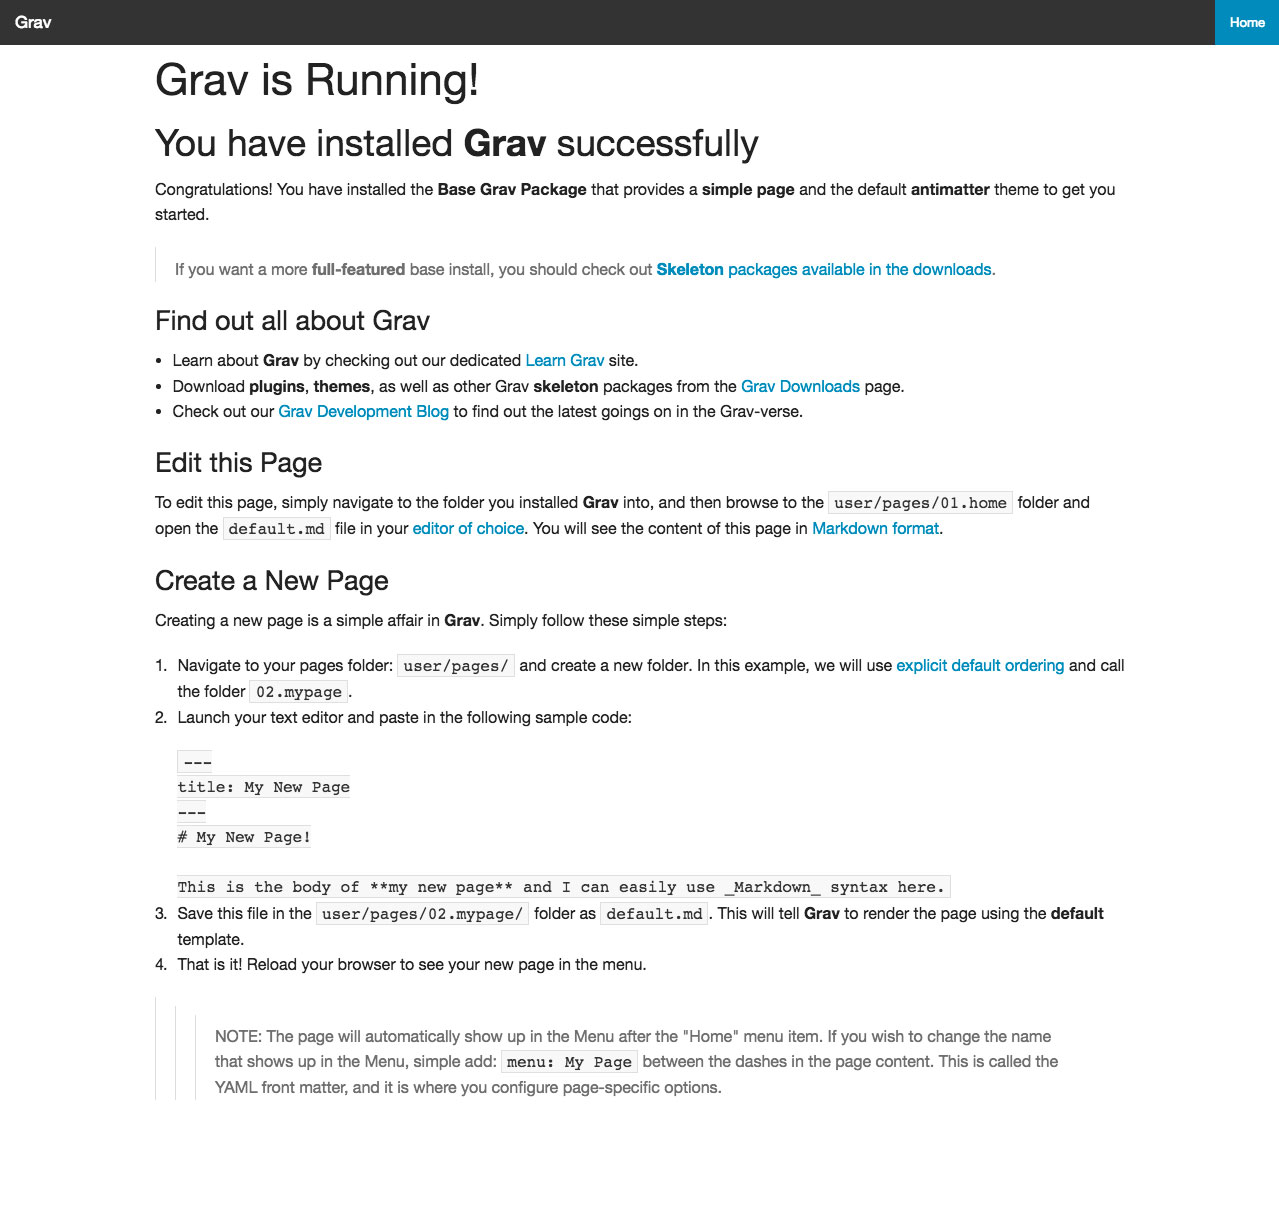 Grav
Home
Grav is Running!
You have installed Grav successfully
Congratulations! You have installed the Base Grav Package that provides a simple page and the default antimatter theme to get you
started.
If you want a more full-featured base install, you should check out Skeleton packages available in the downloads.
Find out all about Grav
• Learn about Grav by checking out our dedicated Learn Grav site.
• Download plugins, themes, as well as other Grav skeleton packages from the Grav Downloads page.
• Check out our Grav Development Blog to find out the latest goings on in the Grav-verse.
Edit this Page
To edit this page, simply navigate to the folder you installed Grav into, and then browse to the user/pages/01.home folder and
open the default.md file in your editor of choice. You will see the content of this page in Markdown format.
Create a New Page
Creating a new page is a simple affair in Grav. Simply follow these simple steps:
1. Navigate to your pages folder: user/pages/ and create a new folder. In this example, we will use explicit default ordering and call
the folder 02.mypage.
2. Launch your text editor and paste in the following sample code:
---
title: My New Page
---
# My New Page!
This is the body of **my new page** and I can easily use _Markdown_ syntax here.
3. Save this file in the user/pages/02.mypage/ folder as default.md. This will tell Grav to render the page using the default
template.
4. That is it! Reload your browser to see your new page in the menu.
NOTE: The page will automatically show up in the Menu after the "Home" menu item. If you wish to change the name
that shows up in the Menu, simple add: menu: My Page between the dashes in the page content. This is called the
YAML front matter, and it is where you configure page-specific options.